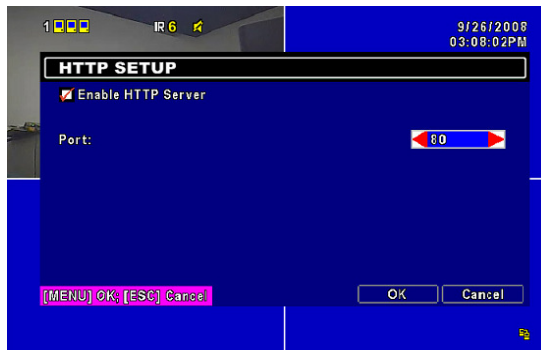 1 IR 6 9/26/2008
03:08:02PM
HTTP SETUP
Enable HTTP Server
Port: 80
[MENU] OK; [ESC] Cancel OK Cancel